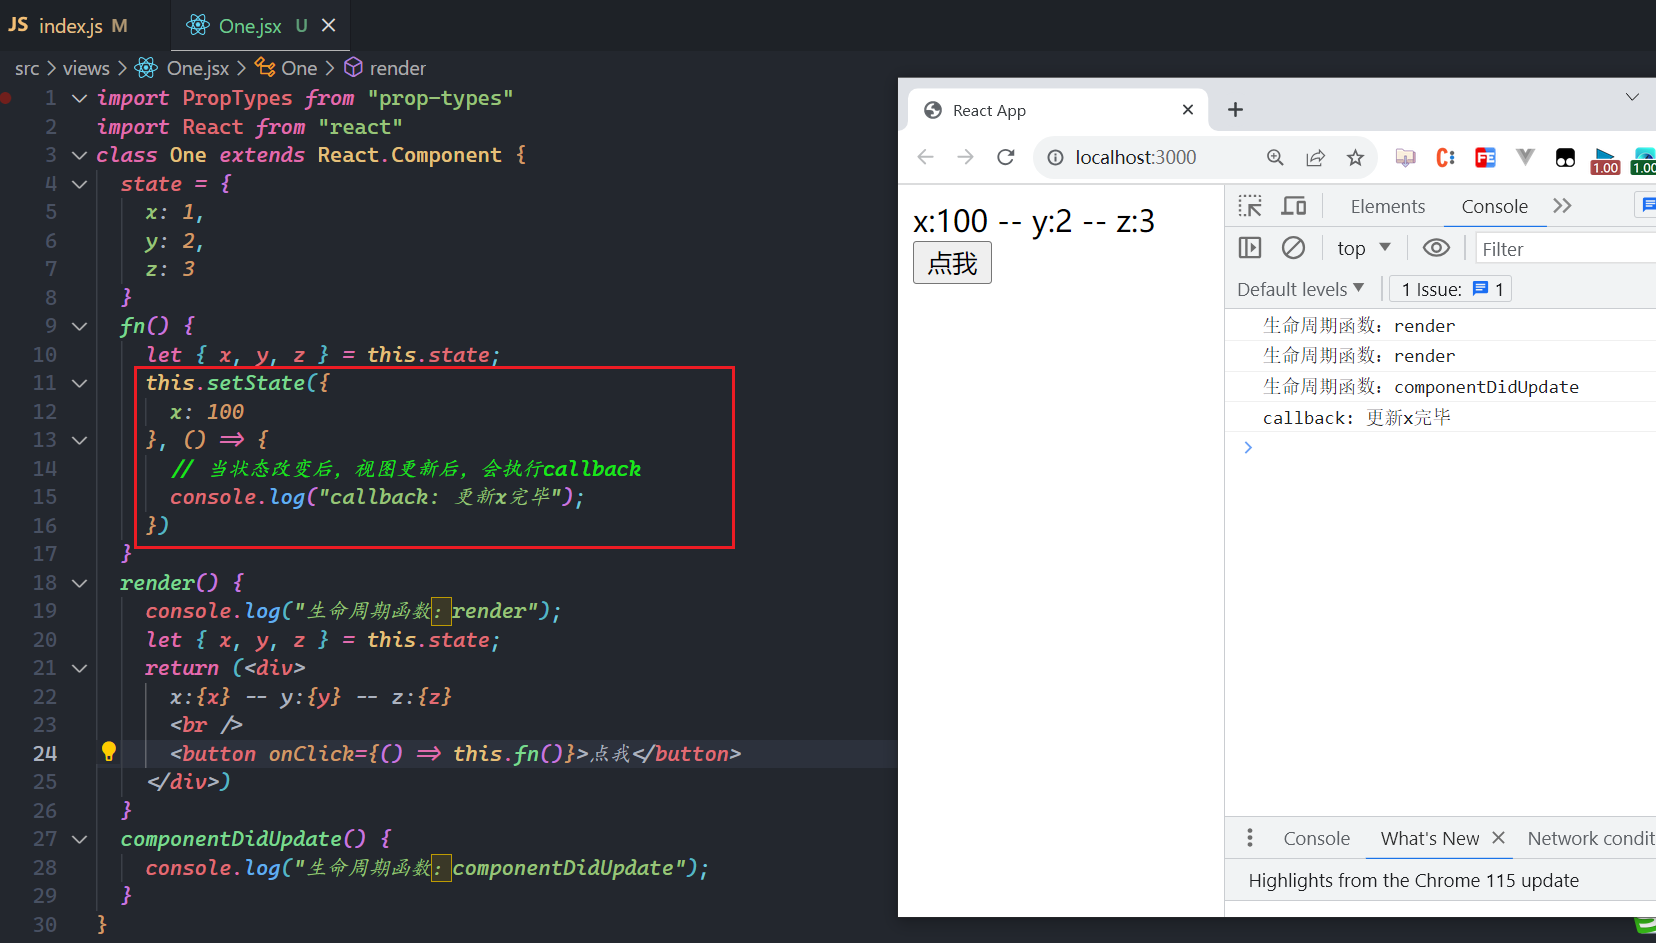 JS index.js M
One.jsx U
src > views > One.jsx > One > render
1 import PropTypes from "prop-types"
2 import React from "react"
3 class One extends React.Component {
4 state = {
5 x: 1,
6 y: 2,
7 z: 3
8 }
9 fn() {
10 let { x, y, z } = this.state;
11 this.setState({
12 x: 100
13 }, () => {
14 // 当状态改变后，视图更新后，会执行callback
15 console.log("callback: 更新x完毕");
16 })
17 }
18 render() {
19 console.log("生命周期函数：render");
20 let { x, y, z } = this.state;
21 return (<div>
22 x:{x} -- y:{y} -- z:{z}
23 <br />
24 <button onClick={() => this.fn()}>点我</button>
25 </div>)
26 }
27 componentDidUpdate() {
28 console.log("生命周期函数：componentDidUpdate");
29 }
30 }
React App
localhost:3000
1.00
1.00
x:100 -- y:2 -- z:3
点我
Elements Console
top Filter
Default levels 1 Issue: 1
生命周期函数：render
生命周期函数：render
生命周期函数：componentDidUpdate
callback: 更新x完毕
Console What's New Network condit
Highlights from the Chrome 115 update